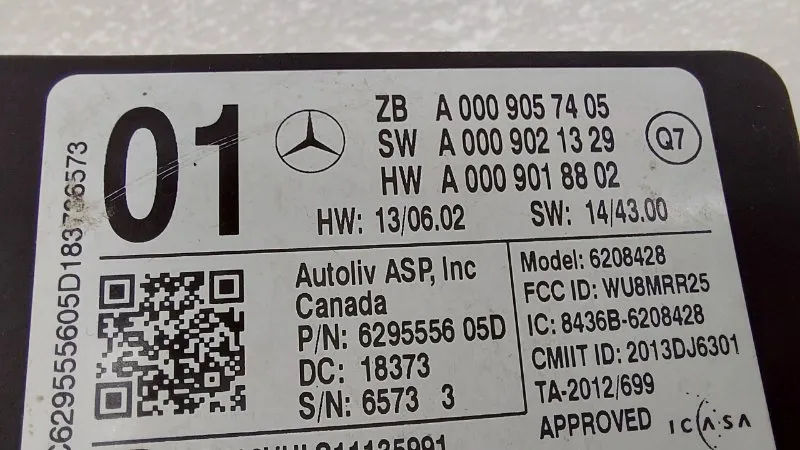 01
ZB A 000 905 74 05
SW A 000 902 13 29
HW A 000 901 88 02
Q7
HW: 13/06.02 SW: 14/43.00
Autoliv ASP, Inc
Canada
P/N: 6295556 05D
DC: 18373
S/N: 6573 3
Model: 6208428
FCC ID: WU8MRR25
IC: 8436B-6208428
CMIIT ID: 2013DJ6301
TA-2012/699
APPROVED ICASA